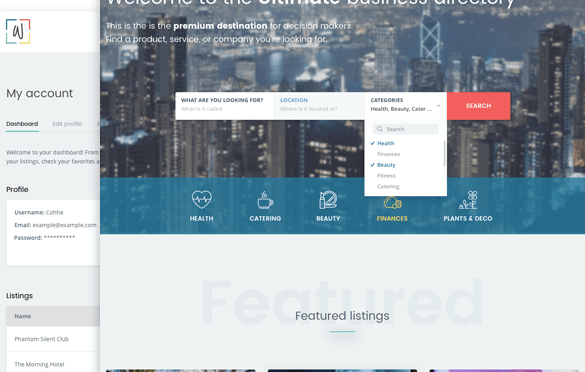 W
My account
Dashboard Edit profile
Welcome to your dashboard! From
your listings, check your favorites a
Profile
Username: Cohhe
Email: example@example.com
Password: **********
Listings
Name
Phantom Silent Club
The Morning Hotel
Welcome to the Ultimate business directory
This is the is the premium destination for decision makers.
Find a product, service, or company you're looking for.
WHAT ARE YOU LOOKING FOR?
What is it called
LOCATION
Where is it located at?
CATEGORIES
Health, Beauty, Cater ...
SEARCH
Search
Health
Finances
Beauty
Fitness
Catering
HEALTH
CATERING
BEAUTY
FINANCES
PLANTS & DECO
Featured
Featured listings